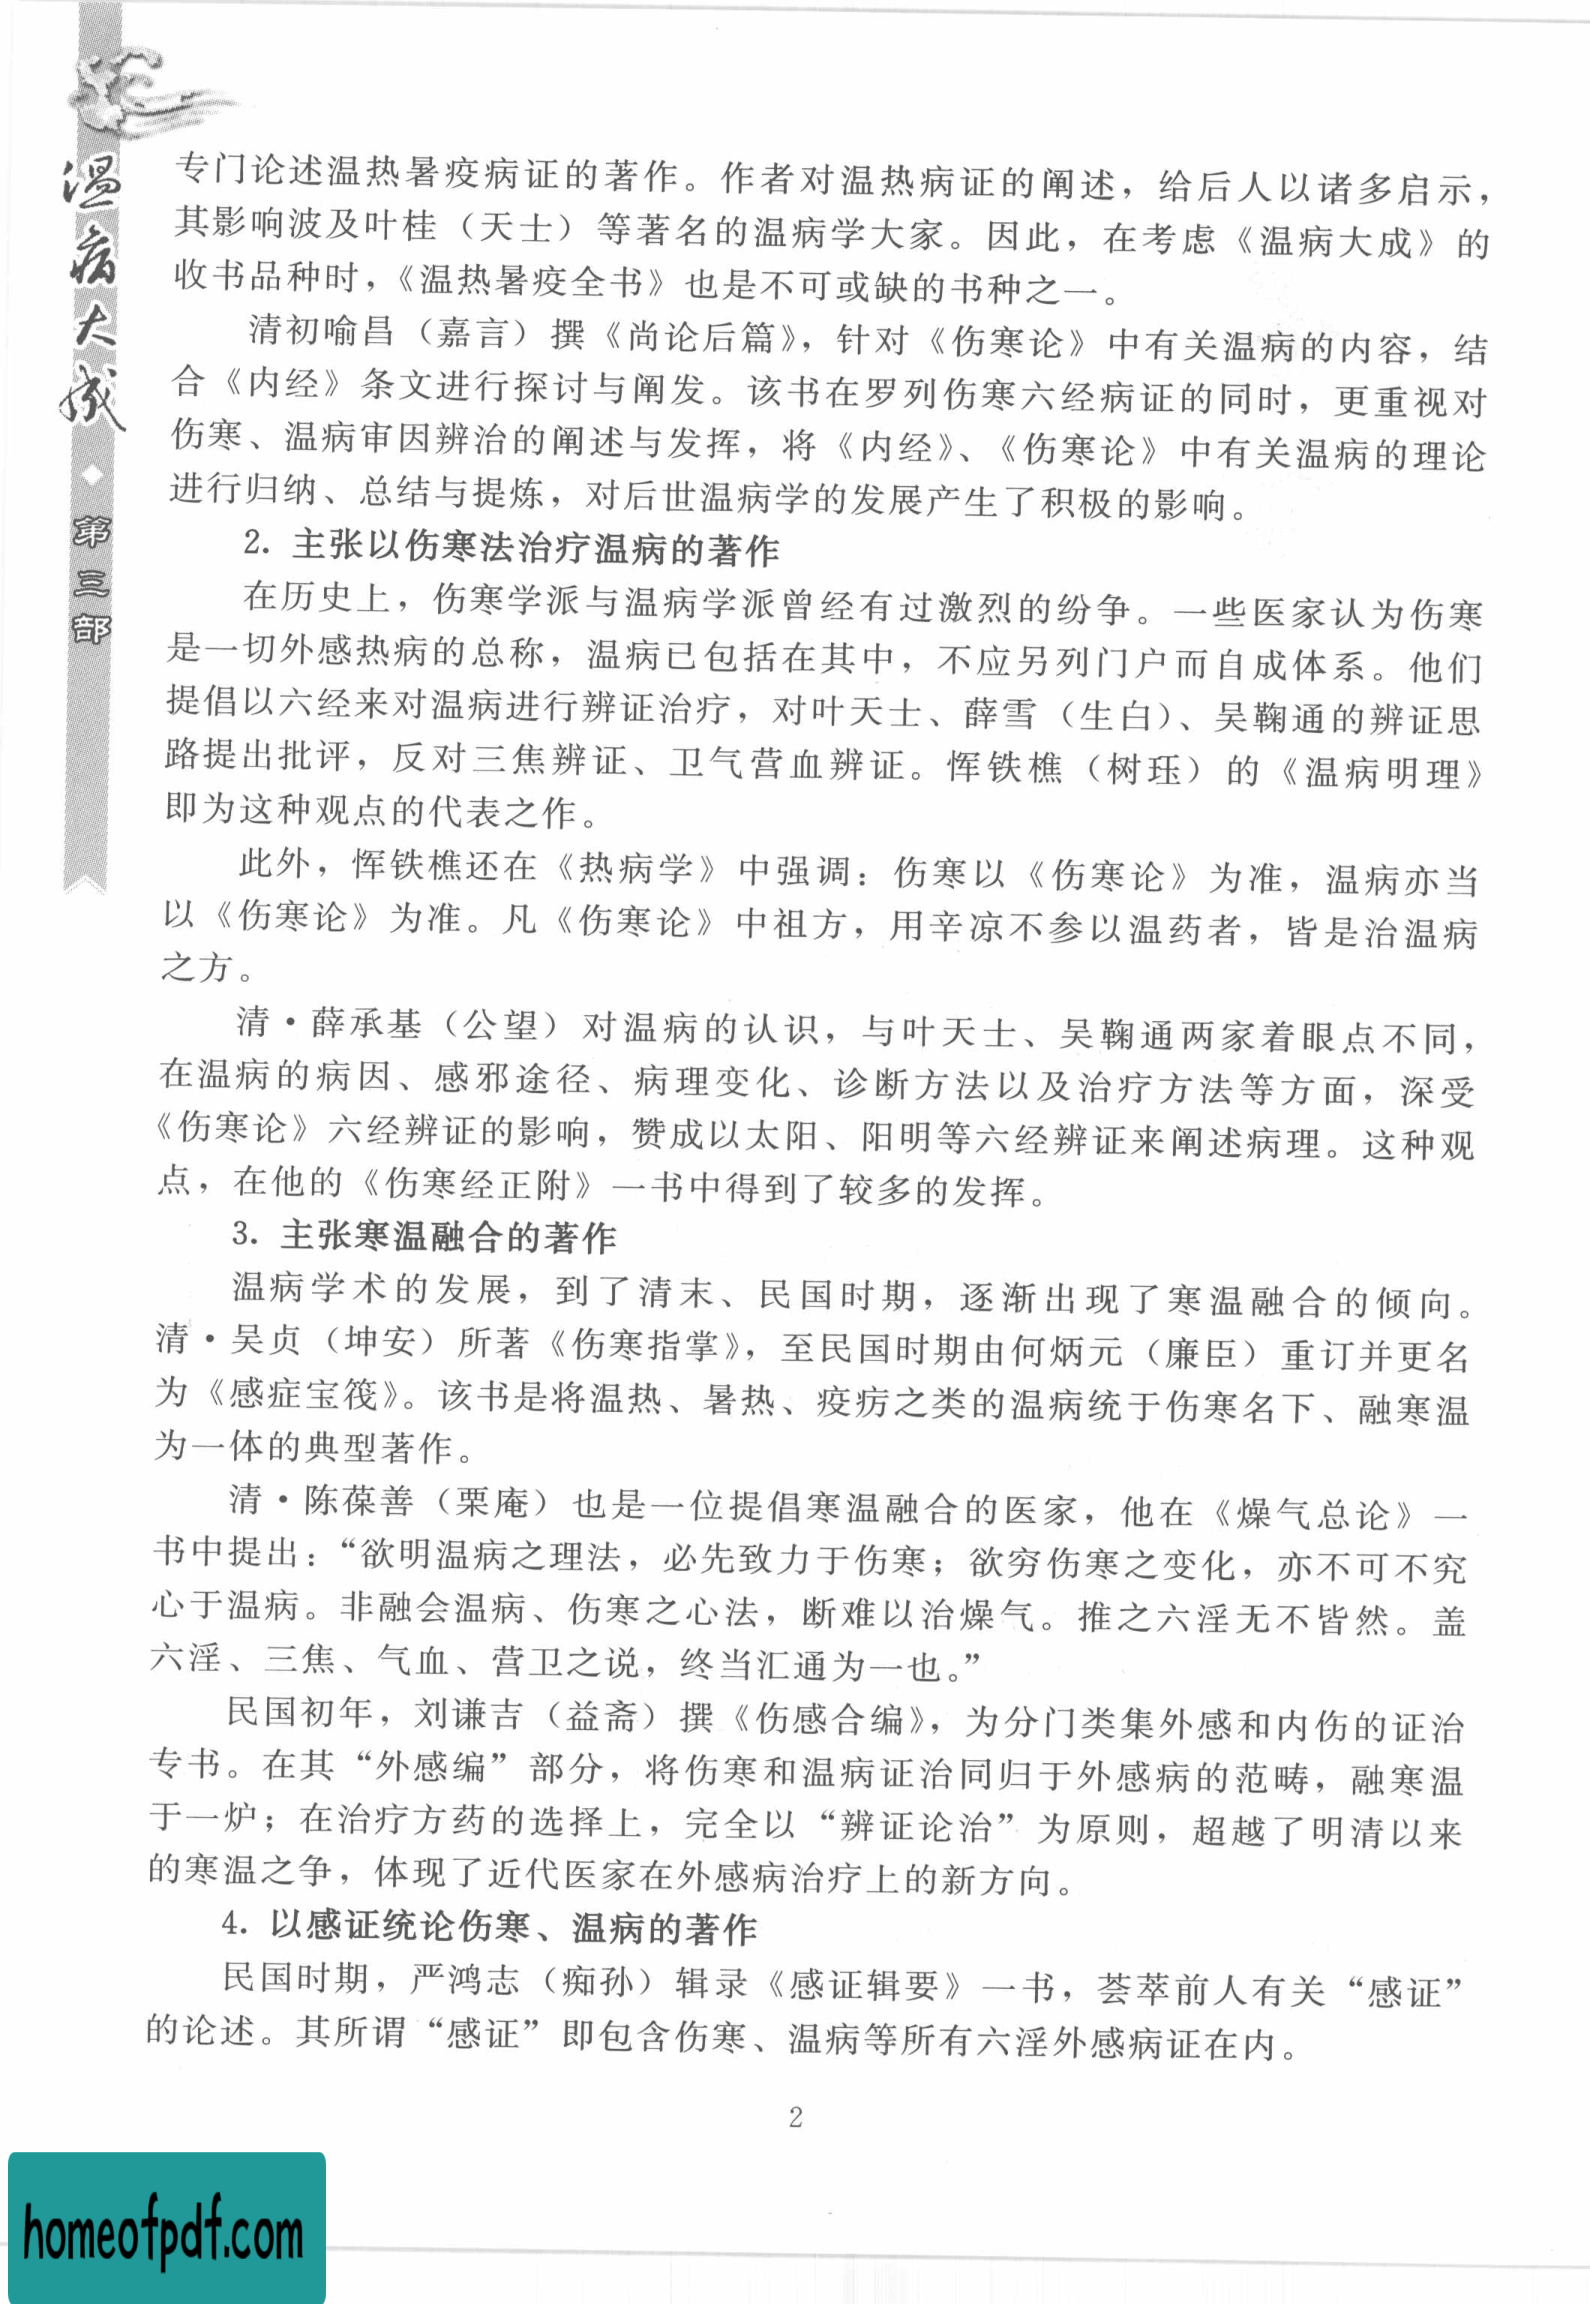 温病大成
第三部
专门论述温热暑疫病证的著作。作者对温热病证的阐述，给后人以诸多启示，
其影响波及叶桂（天士）等著名的温病学大家。因此，在考虑《温病大成》的
收书品种时，《温热暑疫全书》也是不可或缺的书种之一。
清初喻昌（嘉言）撰《尚论后篇》，针对《伤寒论》中有关温病的内容，结
合《内经》条文进行探讨与阐发。该书在罗列伤寒六经病证的同时，更重视对
伤寒、温病审因辨治的阐述与发挥，将《内经》、《伤寒论》中有关温病的理论
进行归纳、总结与提炼，对后世温病学的发展产生了积极的影响。
2. 主张以伤寒法治疗温病的著作
在历史上，伤寒学派与温病学派曾经有过激烈的纷争。一些医家认为伤寒
是一切外感热病的总称，温病已包括在其中，不应另列门户而自成体系。他们
提倡以六经来对温病进行辨证治疗，对叶天士、薛雪（生白）、吴鞠通的辨证思
路提出批评，反对三焦辨证、卫气营血辨证。恽铁樵（树珏）的《温病明理》
即为这种观点的代表之作。
此外，恽铁樵还在《热病学》中强调：伤寒以《伤寒论》为准，温病亦当
以《伤寒论》为准。凡《伤寒论》中祖方，用辛凉不参以温药者，皆是治温病
之方。
清·薛承基（公望）对温病的认识，与叶天士、吴鞠通两家着眼点不同，
在温病的病因、感邪途径、病理变化、诊断方法以及治疗方法等方面，深受
《伤寒论》六经辨证的影响，赞成以太阳、阳明等六经辨证来阐述病理。这种观
点，在他的《伤寒经正附》一书中得到了较多的发挥。
3. 主张寒温融合的著作
温病学术的发展，到了清末、民国时期，逐渐出现了寒温融合的倾向。
清·吴贞（坤安）所著《伤寒指掌》，至民国时期由何炳元（廉臣）重订并更名
为《感症宝筏》。该书是将温热、暑热、疫疠之类的温病统于伤寒名下、融寒温
为一体的典型著作。
清·陈葆善（栗庵）也是一位提倡寒温融合的医家，他在《燥气总论》一
书中提出：“欲明温病之理法，必先致力于伤寒；欲穷伤寒之变化，亦不可不究
心于温病。非融会温病、伤寒之心法，断难以治燥气。推之六淫无不皆然。盖
六淫、三焦、气血、营卫之说，终当汇通为一也。”
民国初年，刘谦吉（益斋）撰《伤感合编》，为分门类集外感和内伤的证治
专书。在其“外感编”部分，将伤寒和温病证治同归于外感病的范畴，融寒温
于一炉；在治疗方药的选择上，完全以“辨证论治”为原则，超越了明清以来
的寒温之争，体现了近代医家在外感病治疗上的新方向。
4. 以感证统论伤寒、温病的著作
民国时期，严鸿志（痴孙）辑录《感证辑要》一书，荟萃前人有关“感证”
的论述。其所谓“感证”即包含伤寒、温病等所有六淫外感病证在内。
2
homeofpdf.com